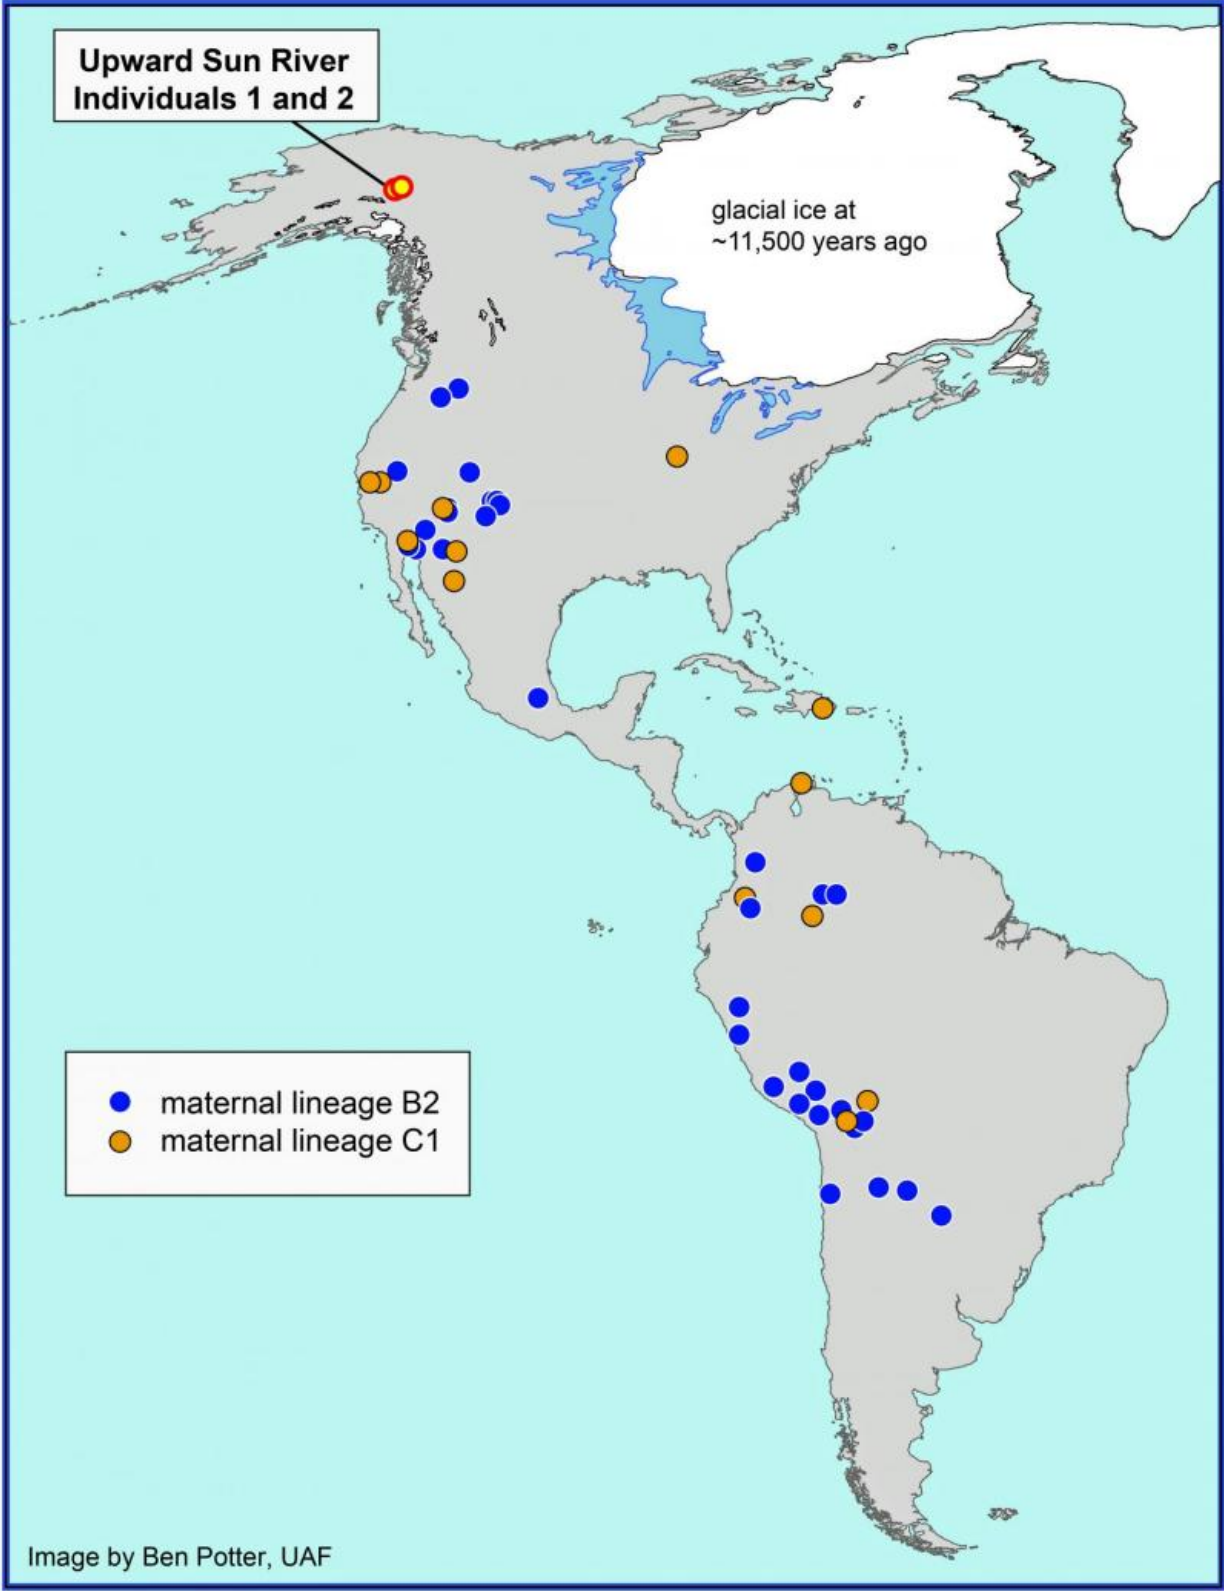 Upward Sun River
Individuals 1 and 2
glacial ice at
~11,500 years ago
maternal lineage B2
maternal lineage C1
Image by Ben Potter, UAF